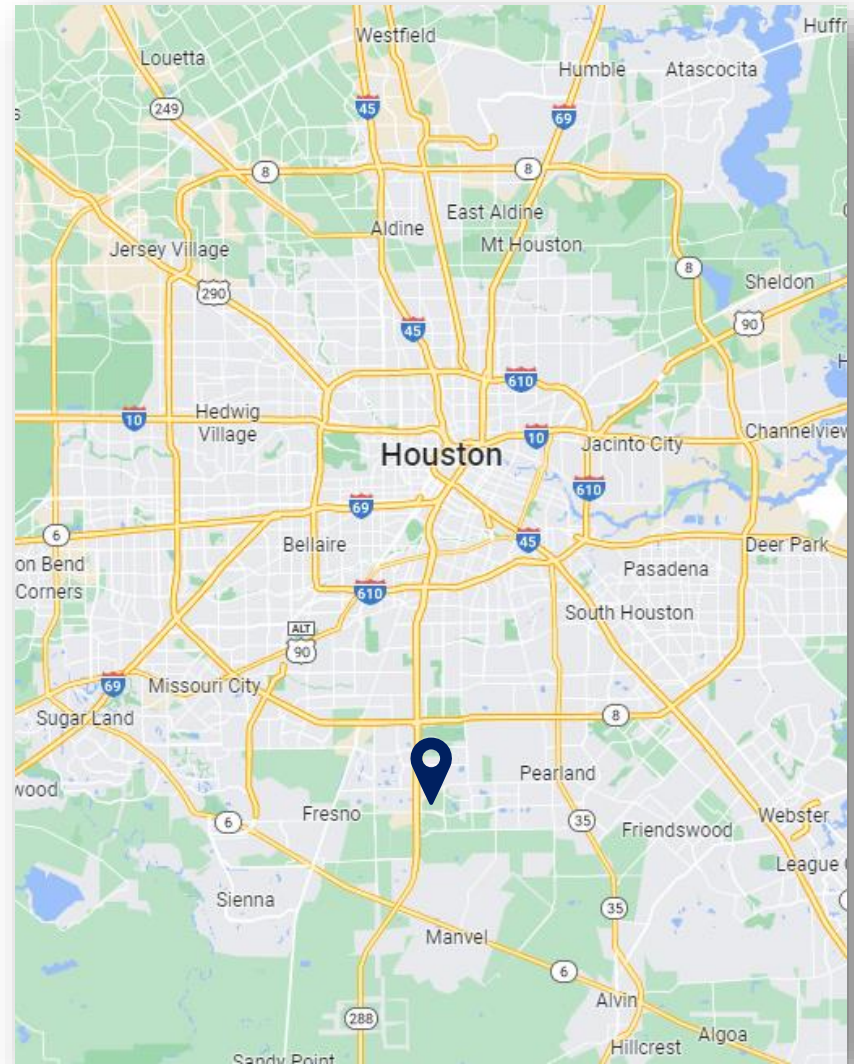 Westfield
Huffr
Louetta
Humble
Atascocita
249
45
69
8
8
East Aldine
Aldine
Mt Houston
Jersey Village
8
Sheldon
290
90
45
610
Hedwig
Village
10
10
Jacinto City
Channelview
Houston
610
69
6
45
Bellaire
Deer Park
on Bend
Corners
Pasadena
610
South Houston
ALT
90
69
Missouri City
Sugar Land
8
Pearland
wood
Fresno
6
35
Webster
Friendswood
League
Sienna
35
Manvel
6
Alvin
288
Algoa
Hillcrest
Sandy Point